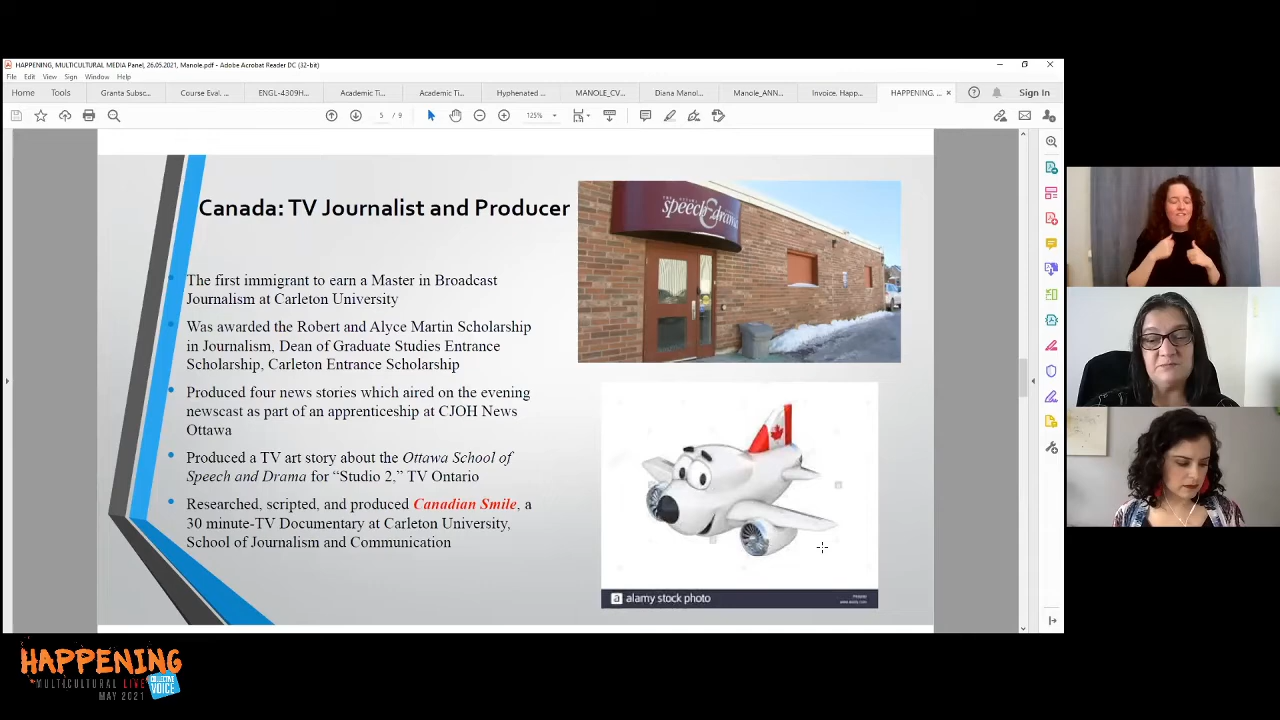 HAPPENING, MULTICULTURAL MEDIA Panel, 26.05.2021, Manole.pdf - Adobe Acrobat Reader DC (32-bit)
File Edit View Sign Window Help
Home Tools Granta Subsc... Course Eval. ... ENGL-4309H... Academic Ti... Academic Ti... Hyphenated ... MANOLE_CV... Diana Manol... Manole_ANN... Invoice. Happ... HAPPENING. ... Sign In
5 / 9 125%
Canada: TV Journalist and Producer
speech & drama
The first immigrant to earn a Master in Broadcast
Journalism at Carleton University
Was awarded the Robert and Alyce Martin Scholarship
in Journalism, Dean of Graduate Studies Entrance
Scholarship, Carleton Entrance Scholarship
Produced four news stories which aired on the evening
newscast as part of an apprenticeship at CJOH News
Ottawa
Produced a TV art story about the Ottawa School of
Speech and Drama for “Studio 2,” TV Ontario
Researched, scripted, and produced Canadian Smile, a
30 minute-TV Documentary at Carleton University,
School of Journalism and Communication
a alamy stock photo
HAPPENING
MULTICULTURAL LIVE
MAY 2021
COLLECTIVE
VOICE